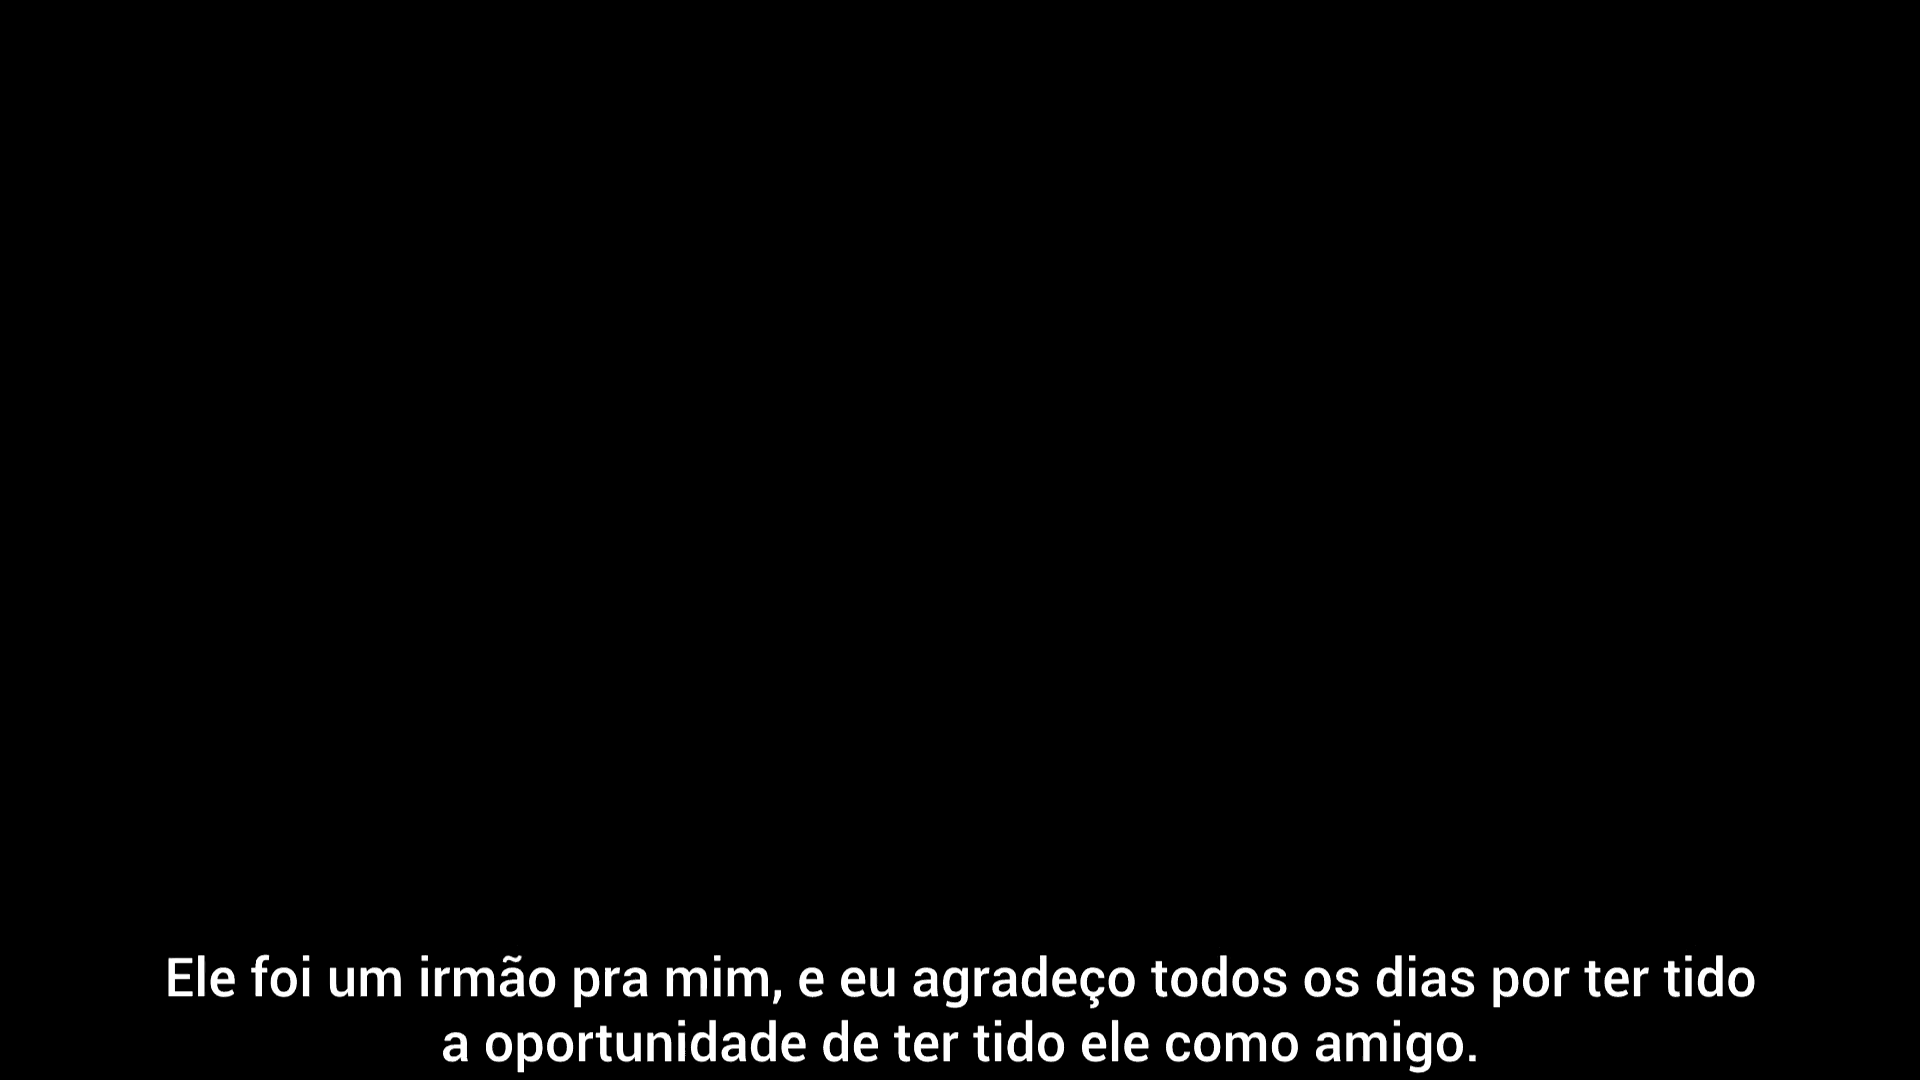 Ele foi um irmão pra mim, e eu agradeço todos os dias por ter tido
a oportunidade de ter tido ele como amigo.